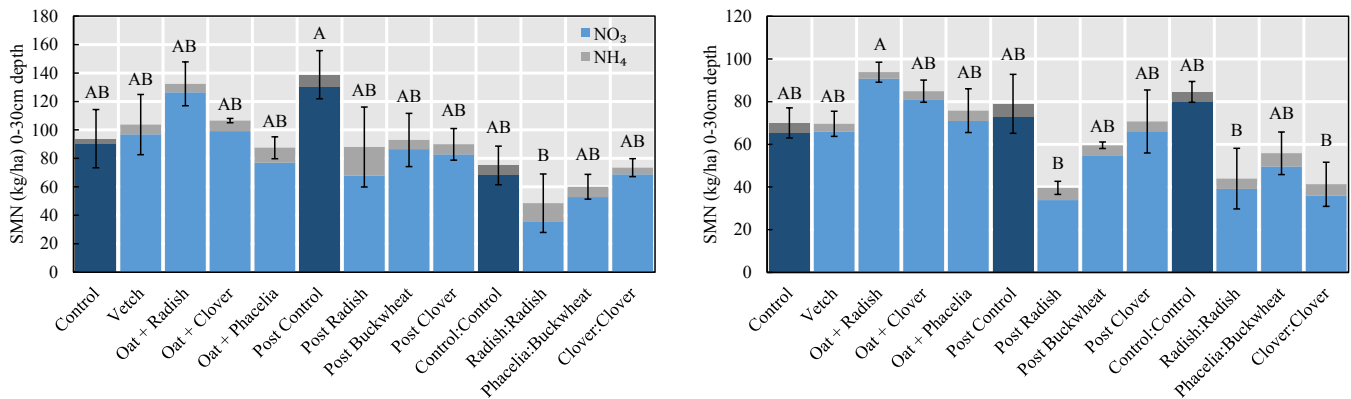 SMN (kg/ha) 0-30cm depth
180
160
140
120
100
80
60
40
20
0
AB
AB
AB
AB
AB
A
AB
AB
AB
AB
B
AB
AB
NO₃
NH₄
Control
Vetch
Oat + Radish
Oat + Clover
Oat + Phacelia
Post Control
Post Radish
Post Buckwheat
Post Clover
Control:Control
Radish:Radish
Phacelia:Buckwheat
Clover:Clover
SMN (kg/ha) 0-30cm depth
120
100
80
60
40
20
0
AB
AB
A
AB
AB
AB
B
AB
AB
AB
B
AB
B
Control
Vetch
Oat + Radish
Oat + Clover
Oat + Phacelia
Post Control
Post Radish
Post Buckwheat
Post Clover
Control:Control
Radish:Radish
Phacelia:Buckwheat
Clover:Clover